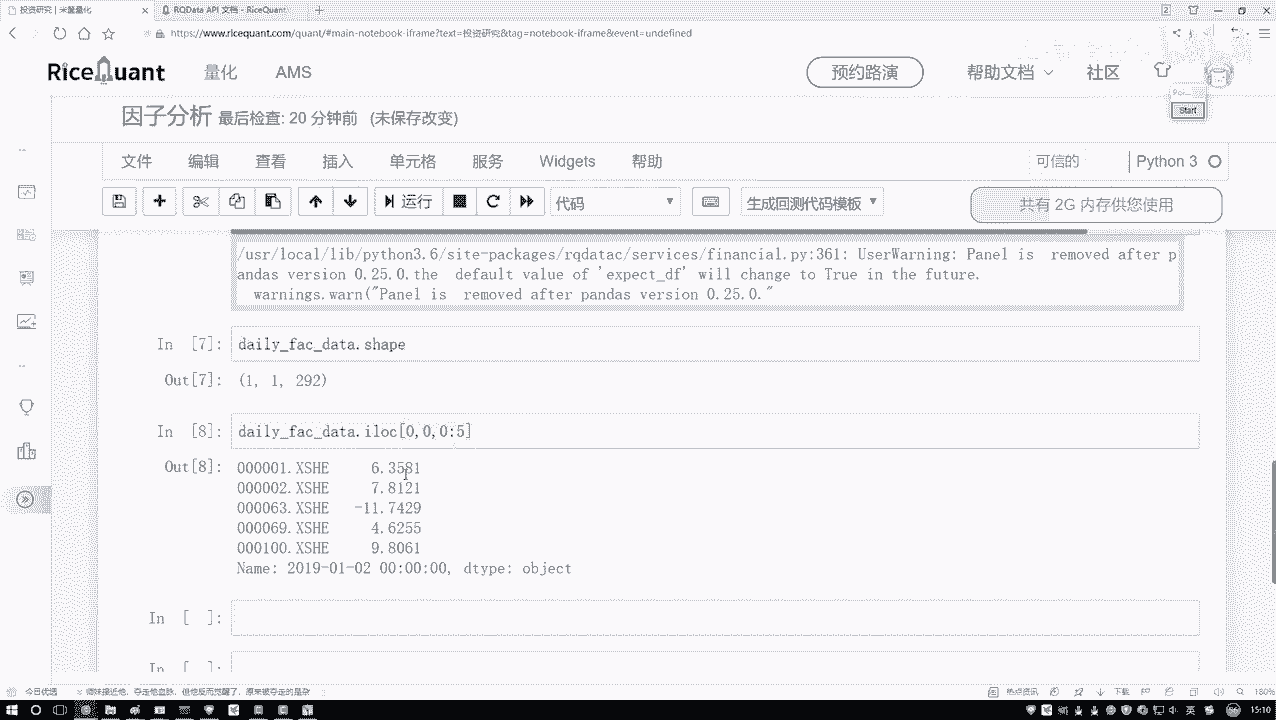 投资研究 | 米筐量化
RQData API 文档 - RiceQuant
https://www.ricequant.com/quant/#main-notebook-iframe?text=投资研究&tag=notebook-iframe&event=undefined
RiceQuant 量化 AMS 预约路演 帮助文档 社区
Start
因子分析 最后检查: 20 分钟前 (未保存改变)
文件 编辑 查看 插入 单元格 服务 Widgets 帮助 可信的 Python 3
运行 代码 生成回测代码模板 共有 2G 内存供您使用
/usr/local/lib/python3.6/site-packages/rqdatac/services/financial.py:361: UserWarning: Panel is  removed after p
andas version 0.25.0.the  default value of 'expect_df' will change to True in the future.
warnings.warn("Panel is  removed after pandas version 0.25.0."
In [7]: daily_fac_data.shape
Out[7]: (1, 1, 292)
In [8]: daily_fac_data.iloc[0,0,0:5]
Out[8]: 000001.XSHE 6.3581
000002.XSHE 7.8121
000063.XSHE -11.7429
000069.XSHE 4.6255
000100.XSHE 9.8061
Name: 2019-01-02 00:00:00, dtype: object
In [ ]:
In [ ]:
今日优选 热点资讯 下载 180%
英 15:10